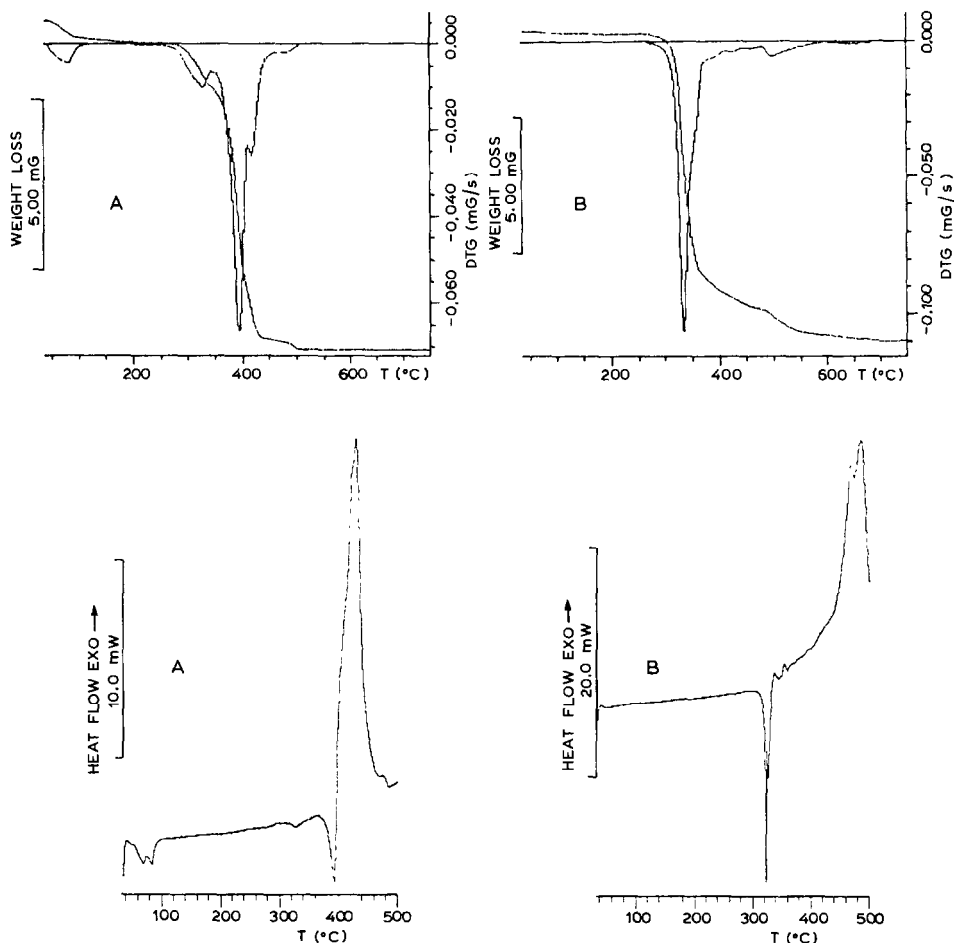 WEIGHT LOSS
5.00 mG
A
0.000
-0.020
-0.040
-0.060
DTG (mG/s)
200
400
600
T (°C)
WEIGHT LOSS
5.00 mG
B
0.000
-0.050
-0.100
DTG (mG/s)
200
400
600
T (°C)
HEAT FLOW EXO →
10.0 mW
A
100
200
300
400
500
T (°C)
HEAT FLOW EXO →
20.0 mW
B
100
200
300
400
500
T (°C)